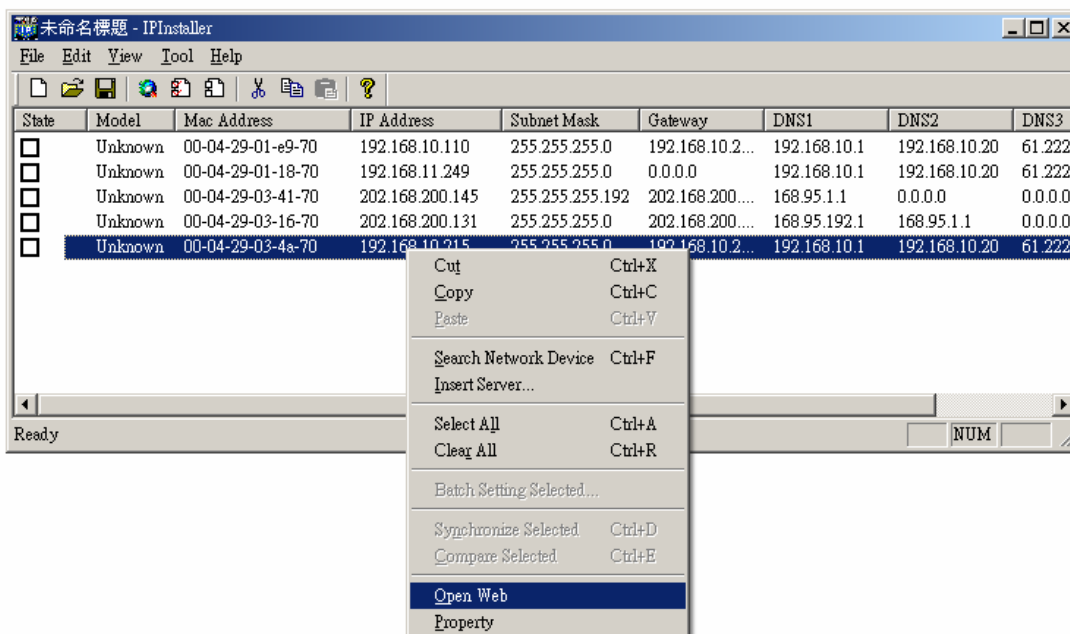 未命名標題 - IPInstaller
File Edit View Tool Help
State Model Mac Address IP Address Subnet Mask Gateway DNS1 DNS2 DNS3
Unknown 00-04-29-01-e9-70 192.168.10.110 255.255.255.0 192.168.10.2... 192.168.10.1 192.168.10.20 61.222
Unknown 00-04-29-01-18-70 192.168.11.249 255.255.255.0 0.0.0.0 192.168.10.1 192.168.10.20 61.222
Unknown 00-04-29-03-41-70 202.168.200.145 255.255.255.192 202.168.200.... 168.95.1.1 0.0.0.0 0.0.0.0
Unknown 00-04-29-03-16-70 202.168.200.131 255.255.255.0 202.168.200.... 168.95.192.1 168.95.1.1 0.0.0.0
Unknown 00-04-29-03-4a-70 192.168.10.215 255.255.255.0 192.168.10.2... 192.168.10.1 192.168.10.20 61.222
Cut Ctrl+X
Copy Ctrl+C
Paste Ctrl+V
Search Network Device Ctrl+F
Insert Server...
Select All Ctrl+A
Clear All Ctrl+R
Batch Setting Selected...
Synchronize Selected Ctrl+D
Compare Selected Ctrl+E
Open Web
Property
Ready NUM